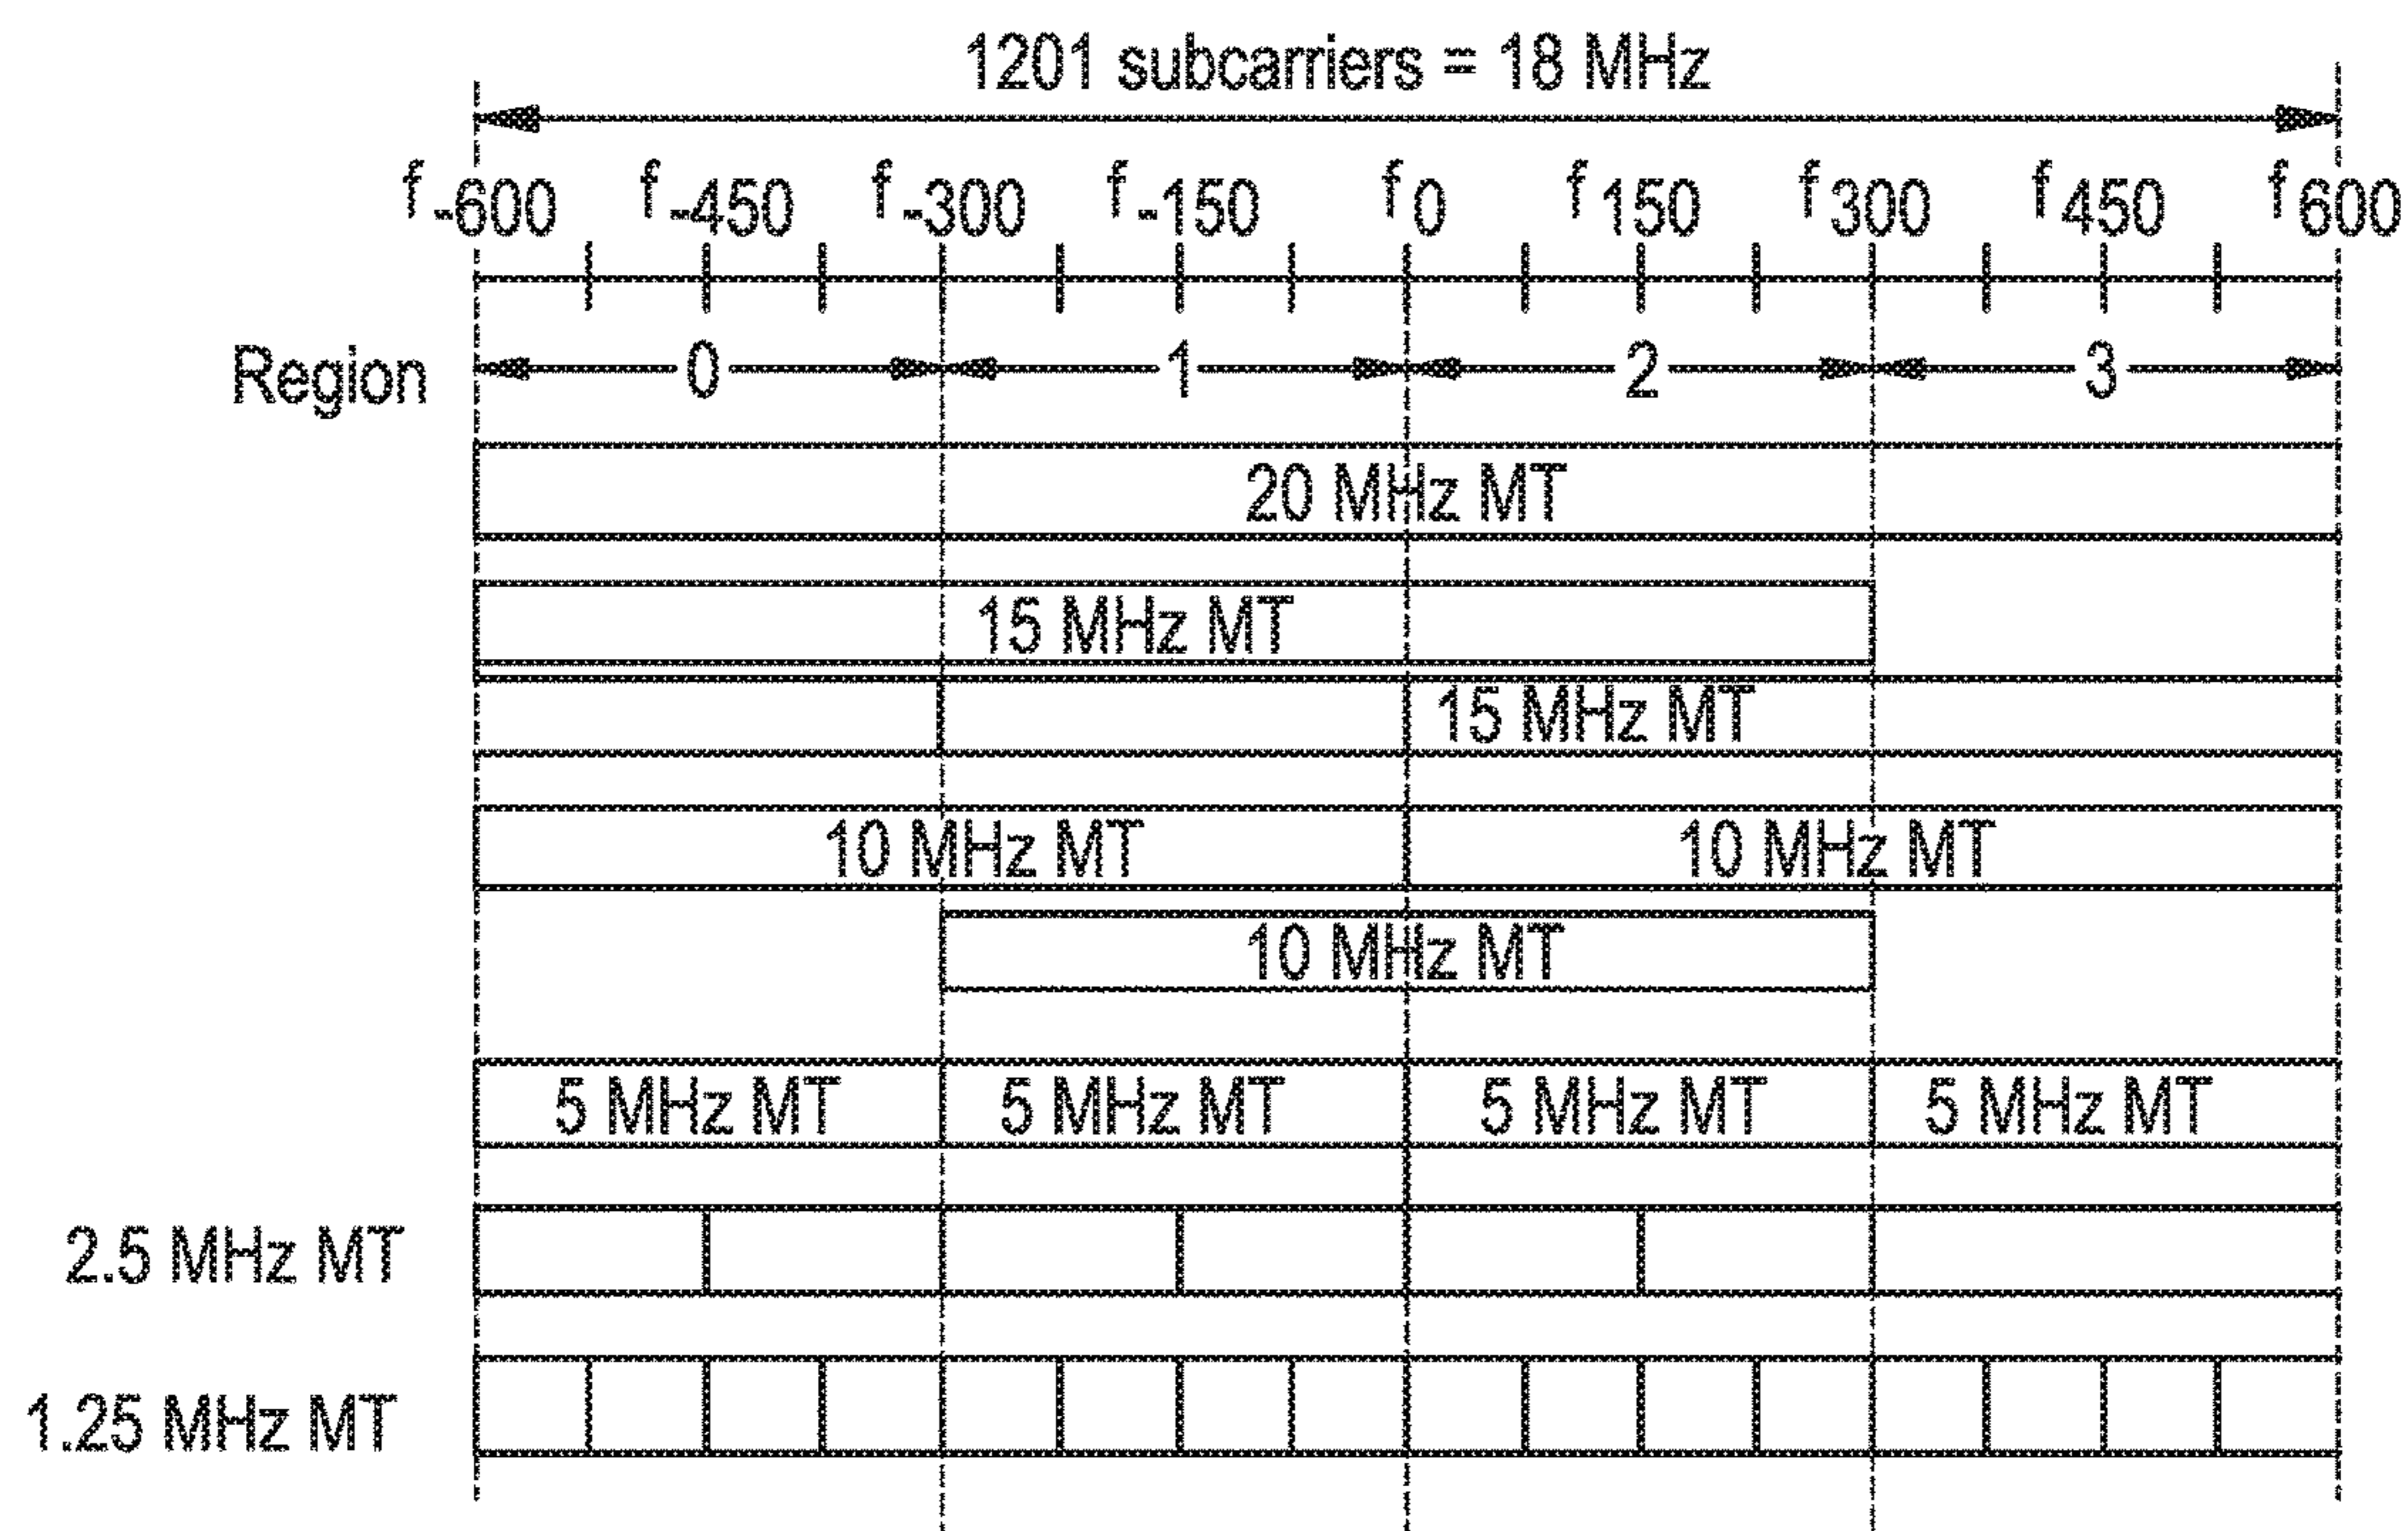 1201 subcarriers = 18 MHz
f-600 f-450 f-300 f-150 f0 f150 f300 f450 f600
Region 0 1 2 3
20 MHz MT
15 MHz MT
15 MHz MT
10 MHz MT 10 MHz MT
10 MHz MT
5 MHz MT 5 MHz MT 5 MHz MT 5 MHz MT
2.5 MHz MT
1.25 MHz MT